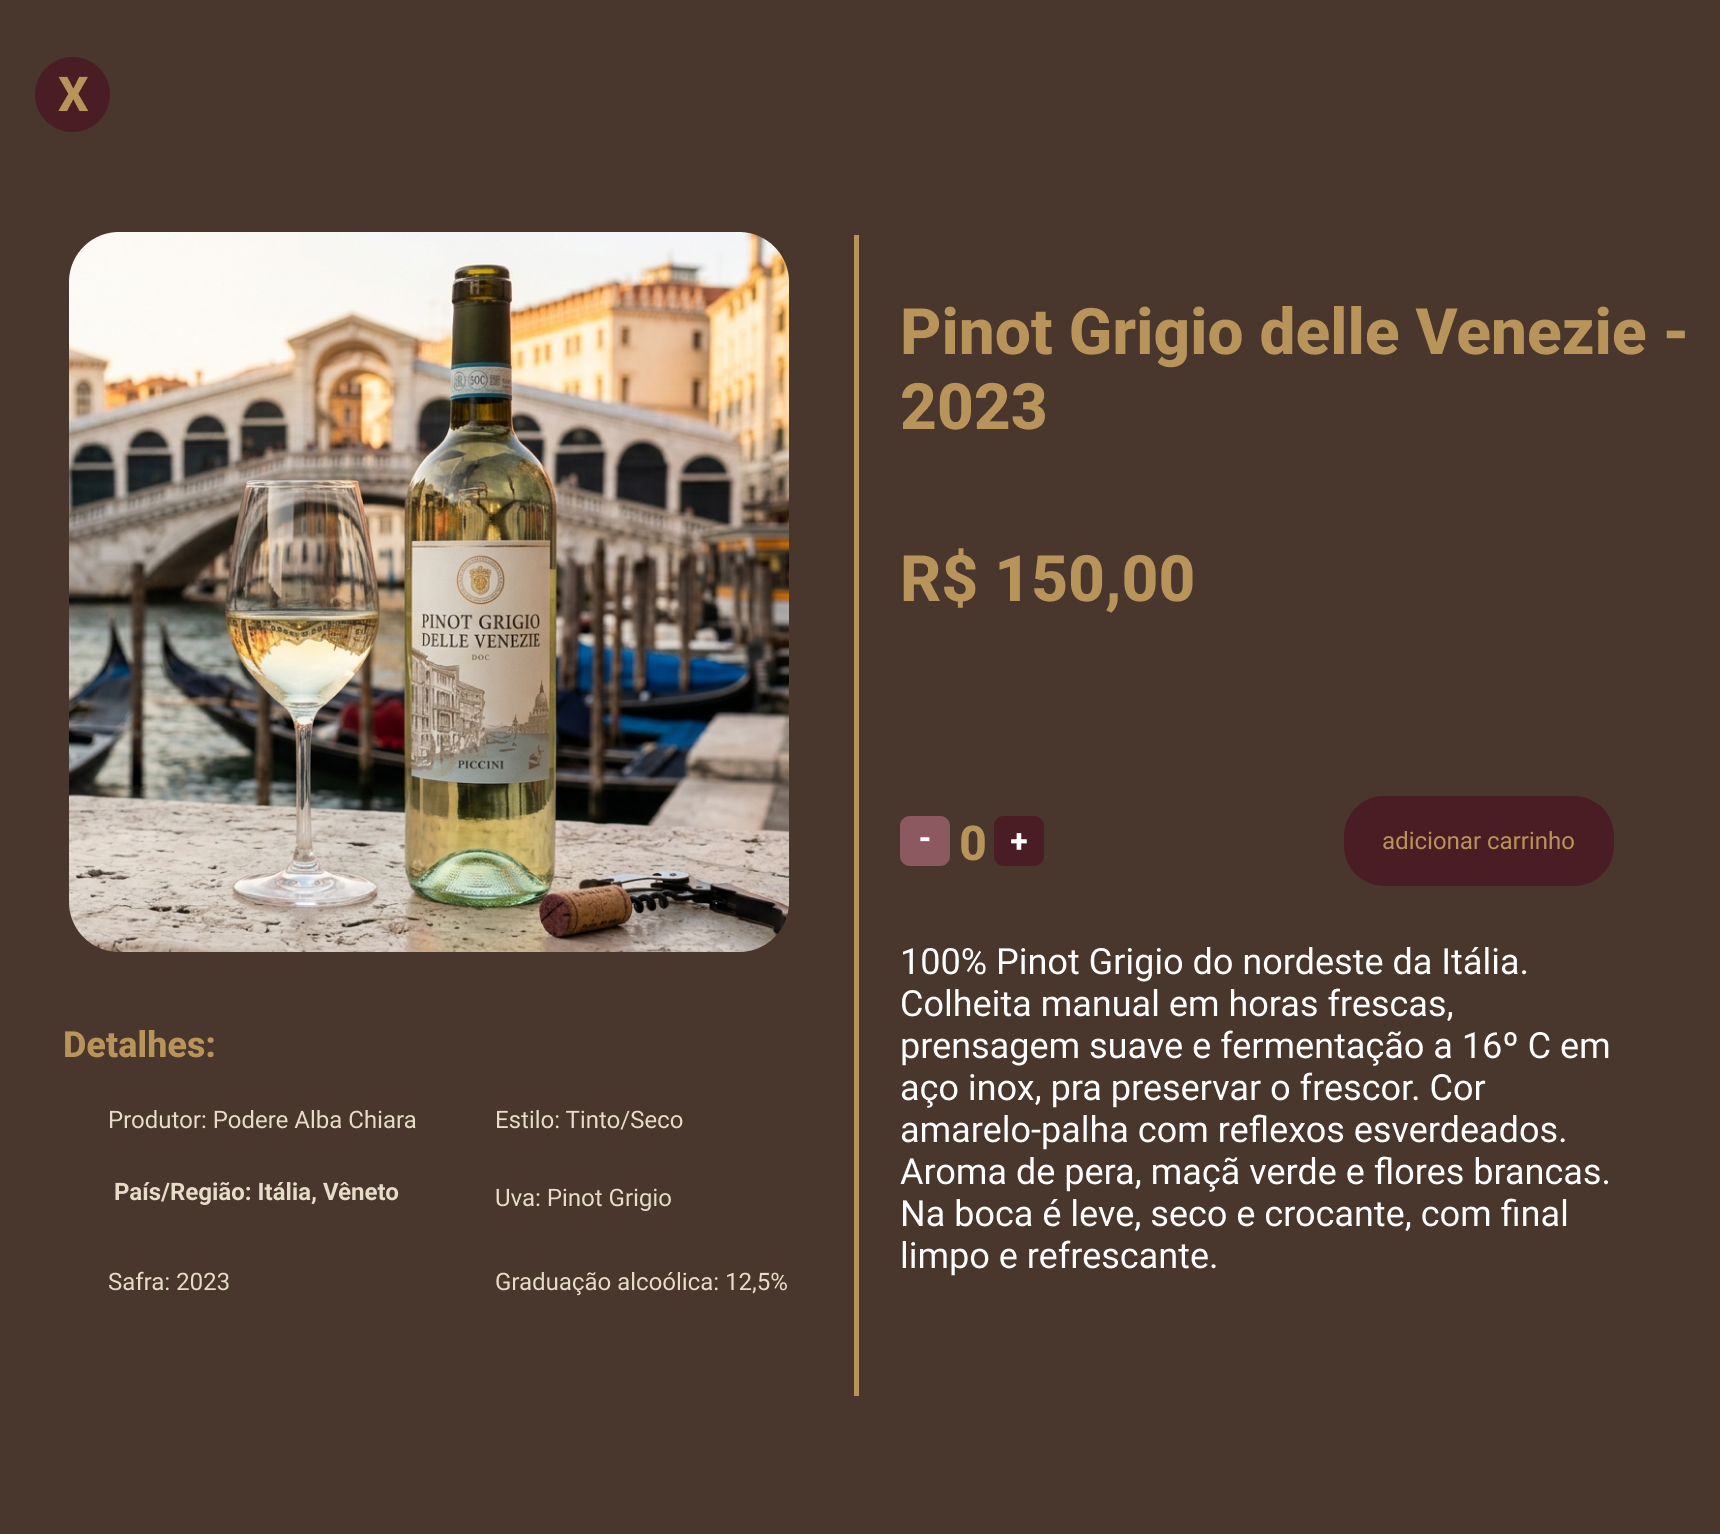 X
Pinot Grigio delle Venezie -
2023
R$ 150,00
PINOT GRIGIO
DELLE VENEZIE
DOC
PICCINI
- 0 +
adicionar carrinho
100% Pinot Grigio do nordeste da Itália.
Colheita manual em horas frescas,
prensagem suave e fermentação a 16º C em
aço inox, pra preservar o frescor. Cor
amarelo-palha com reflexos esverdeados.
Aroma de pera, maçã verde e flores brancas.
Na boca é leve, seco e crocante, com final
limpo e refrescante.
Detalhes:
Produtor: Podere Alba Chiara
Estilo: Tinto/Seco
País/Região: Itália, Vêneto
Uva: Pinot Grigio
Safra: 2023
Graduação alcoólica: 12,5%